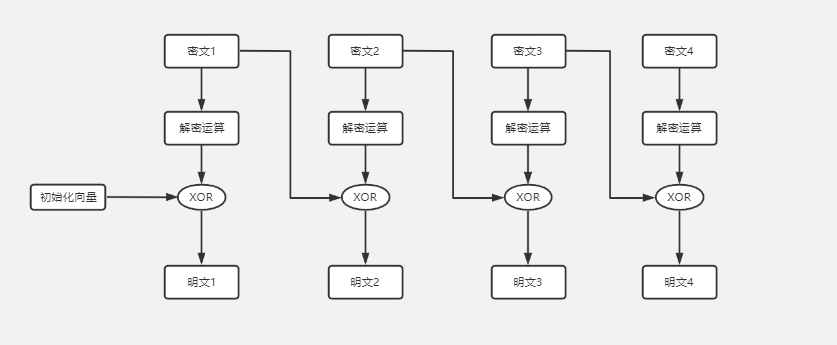 密文1
密文2
密文3
密文4
解密运算
解密运算
解密运算
解密运算
初始化向量
XOR
XOR
XOR
XOR
明文1
明文2
明文3
明文4